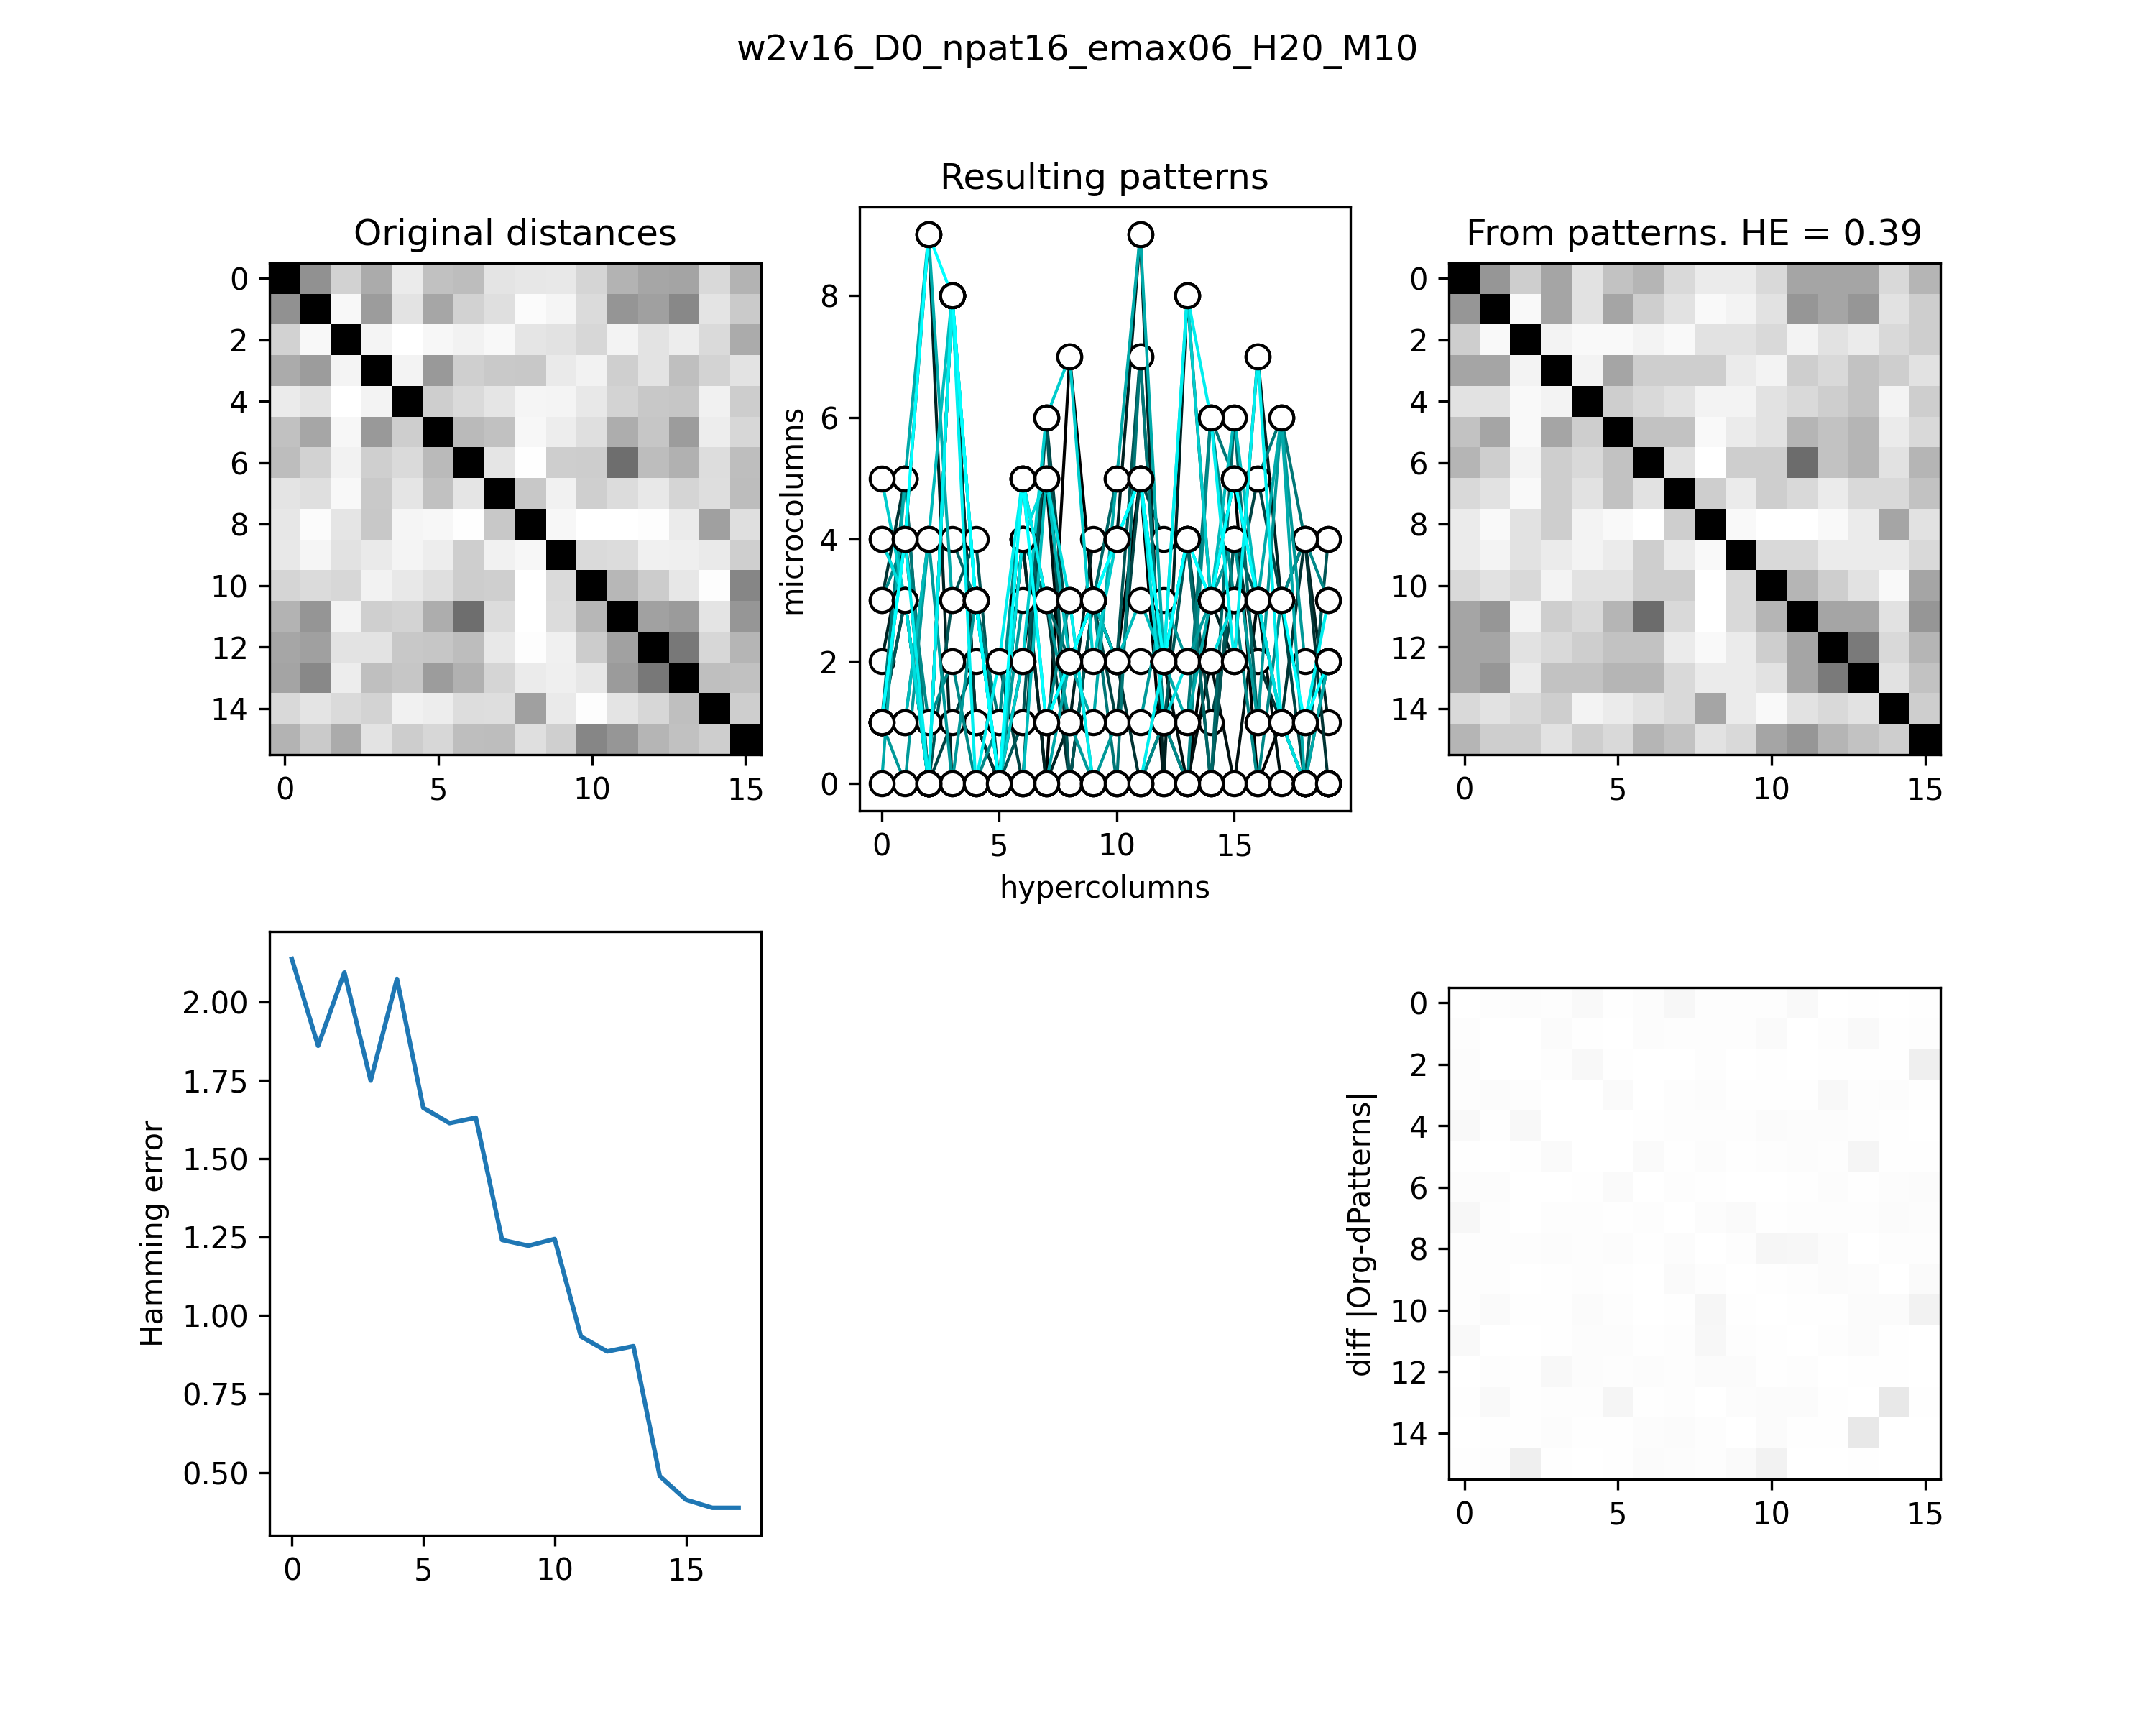 w2v16_D0_npat16_emax06_H20_M10
Original distances
0
2
4
6
8
10
12
14
0 5 10 15
Resulting patterns
microcolumns
8
6
4
2
0
0 5 10 15
hypercolumns
From patterns. HE = 0.39
0
2
4
6
8
10
12
14
0 5 10 15
Hamming error
2.00
1.75
1.50
1.25
1.00
0.75
0.50
0 5 10 15
diff |Org-dPatterns|
0
2
4
6
8
10
12
14
0 5 10 15